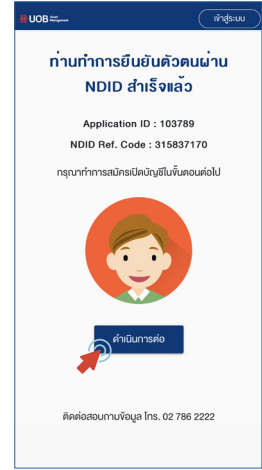 UOB Asset Management
เข้าสู่ระบบ
ท่านทำการยืนยันตัวตนผ่าน
NDID สำเร็จแล้ว
Application ID : 103789
NDID Ref. Code : 315837170
กรุณาทำการสมัครเปิดบัญชีในขั้นตอนต่อไป
ดำเนินการต่อ
ติดต่อสอบถามข้อมูล โทร. 02 786 2222